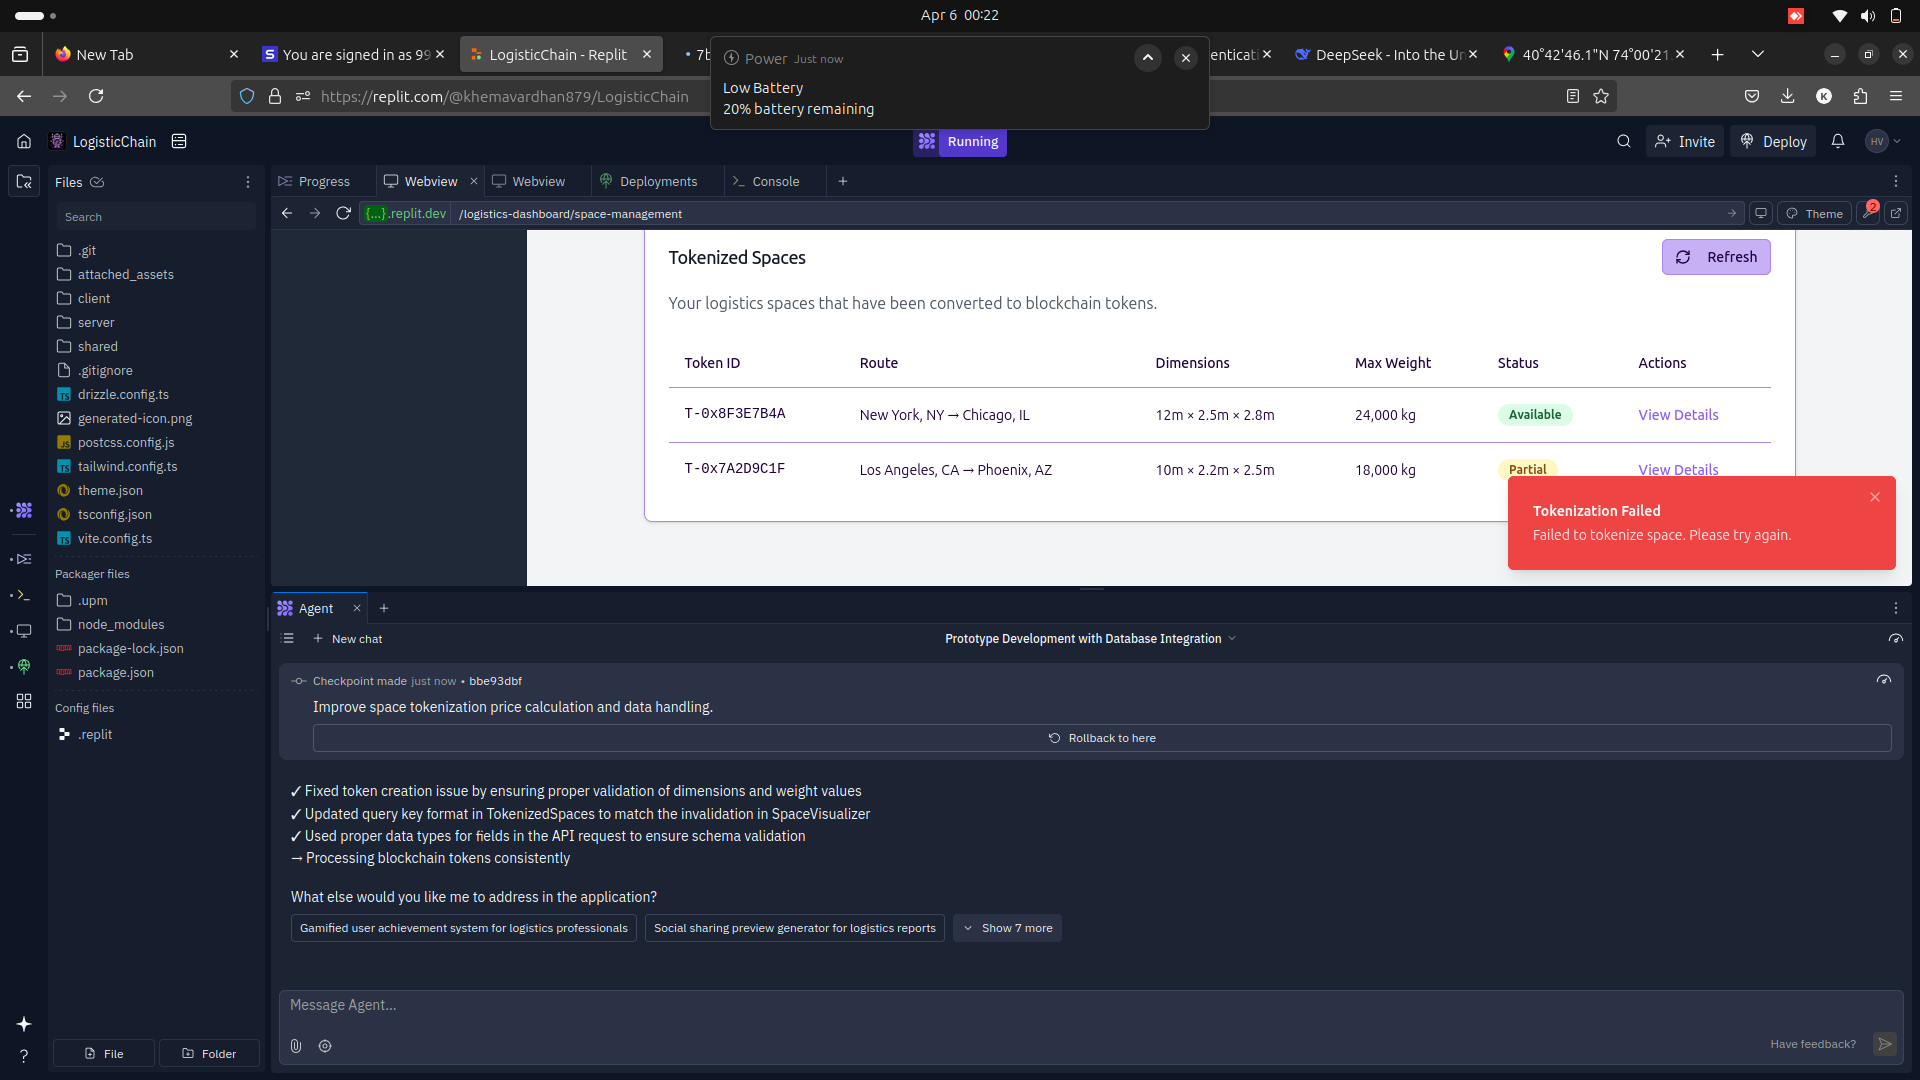 Apr 6 00:22
New Tab
You are signed in as 99
LogisticChain - Replit
7b
enticati
DeepSeek - Into the Un
40°42'46.1"N 74°00'21.
Power Just now
Low Battery
20% battery remaining
https://replit.com/@khemavardhan879/LogisticChain
K
LogisticChain
Running
Invite
Deploy
HV
Files
Search
.git
attached_assets
client
server
shared
.gitignore
drizzle.config.ts
generated-icon.png
postcss.config.js
tailwind.config.ts
theme.json
tsconfig.json
vite.config.ts
Packager files
.upm
node_modules
package-lock.json
package.json
Config files
.replit
File
Folder
Progress
Webview
Webview
Deployments
Console
{...}.replit.dev
/logistics-dashboard/space-management
Theme
2
Tokenized Spaces
Refresh
Your logistics spaces that have been converted to blockchain tokens.
Token ID Route Dimensions Max Weight Status Actions
T-0x8F3E7B4A New York, NY → Chicago, IL 12m × 2.5m × 2.8m 24,000 kg Available View Details
T-0x7A2D9C1F Los Angeles, CA → Phoenix, AZ 10m × 2.2m × 2.5m 18,000 kg Partial View Details
Tokenization Failed
Failed to tokenize space. Please try again.
Agent
New chat
Prototype Development with Database Integration
Checkpoint made just now • bbe93dbf
Improve space tokenization price calculation and data handling.
Rollback to here
✓ Fixed token creation issue by ensuring proper validation of dimensions and weight values
✓ Updated query key format in TokenizedSpaces to match the invalidation in SpaceVisualizer
✓ Used proper data types for fields in the API request to ensure schema validation
→ Processing blockchain tokens consistently
What else would you like me to address in the application?
Gamified user achievement system for logistics professionals
Social sharing preview generator for logistics reports
Show 7 more
Message Agent...
Have feedback?